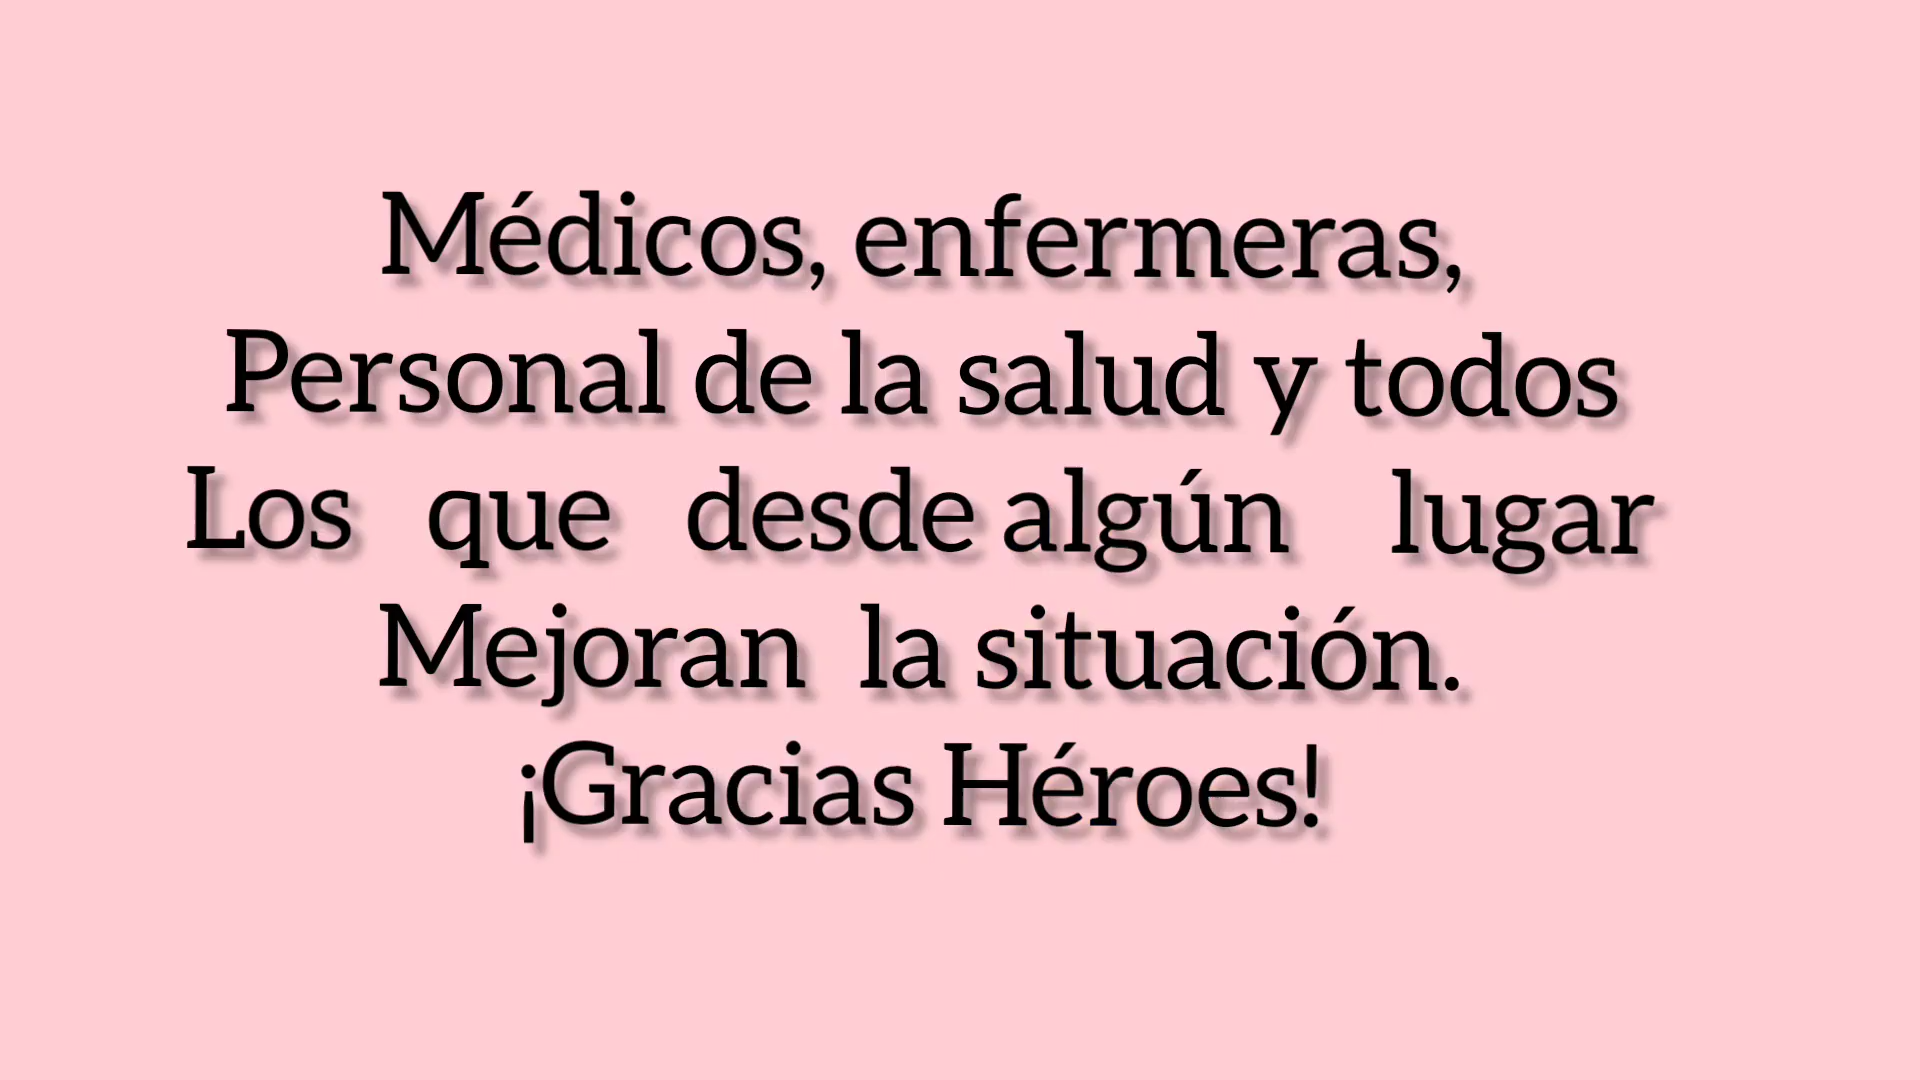 Médicos, enfermeras,
Personal de la salud y todos
Los que desde algún lugar
Mejoran la situación.
¡Gracias Héroes!